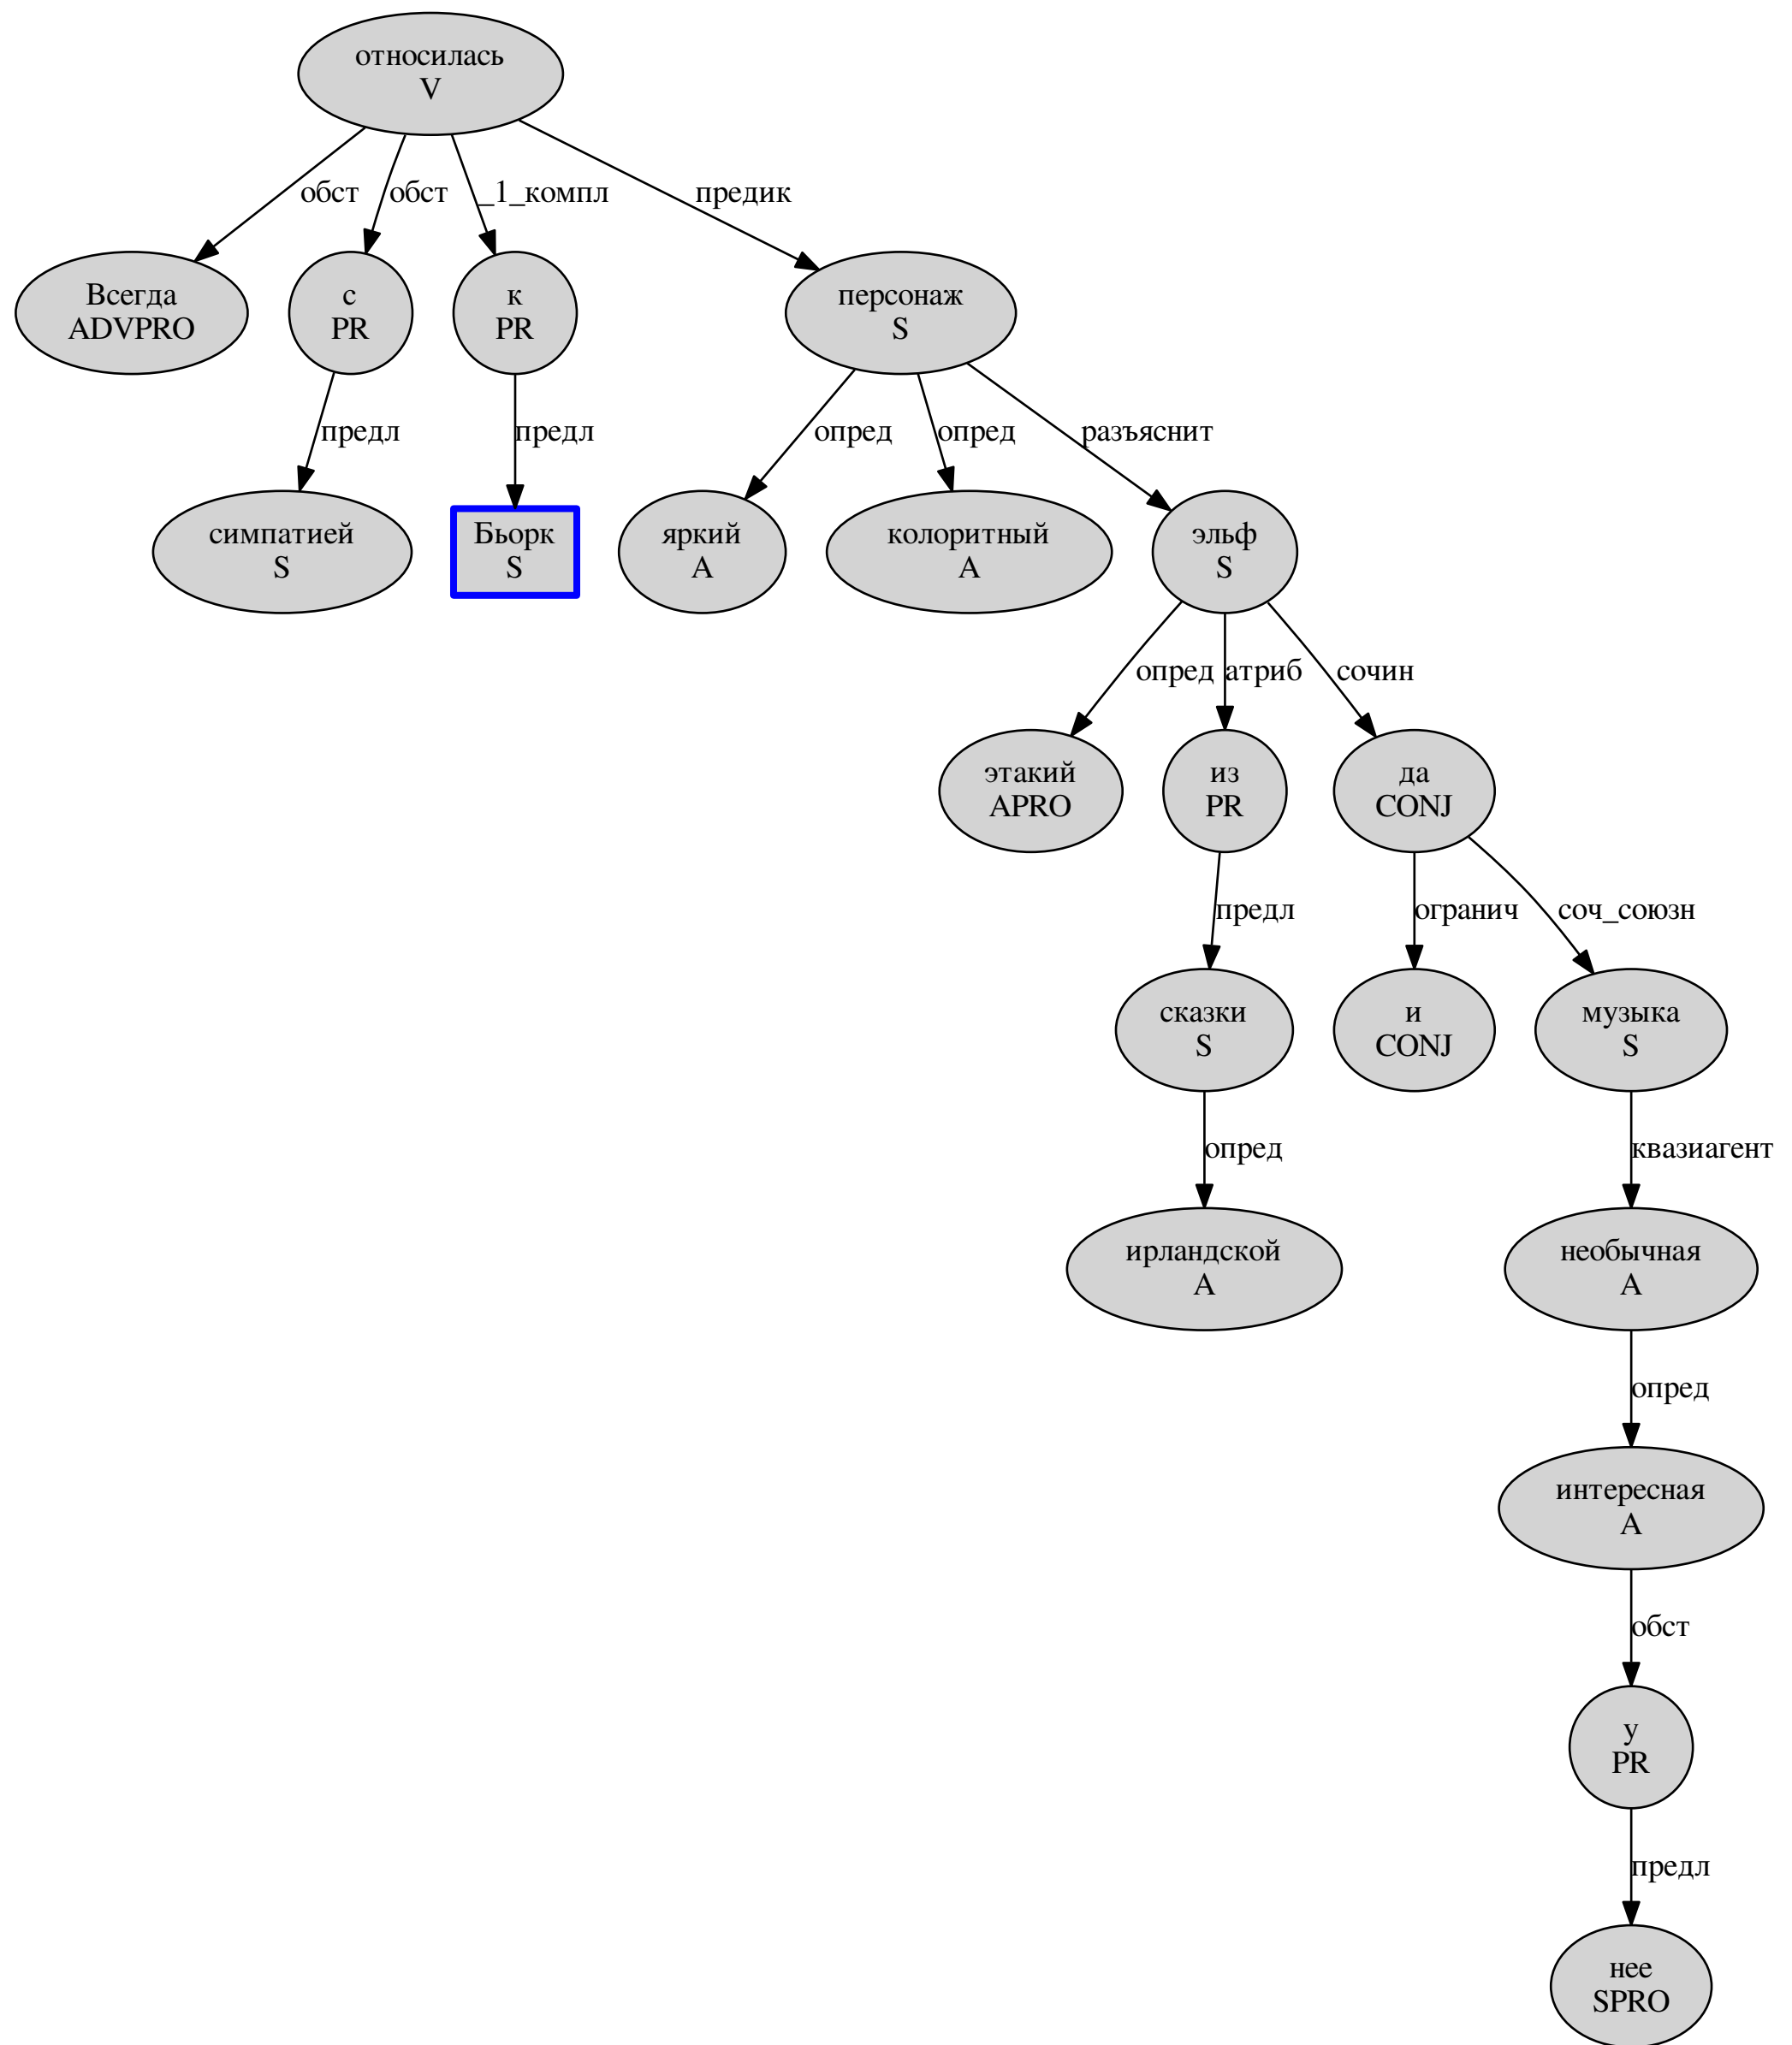 относилась
V
обст
обст
_1_компл
предик
Всегда
ADVPRO
с
PR
к
PR
персонаж
S
предл
предл
опред
опред
разъяснит
симпатией
S
Бьорк
S
яркий
A
колоритный
A
эльф
S
опред
атриб
сочин
этакий
APRO
из
PR
да
CONJ
предл
огранич
соч_союзн
сказки
S
и
CONJ
музыка
S
опред
квазиагент
ирландской
A
необычная
A
опред
интересная
A
обст
у
PR
предл
нее
SPRO